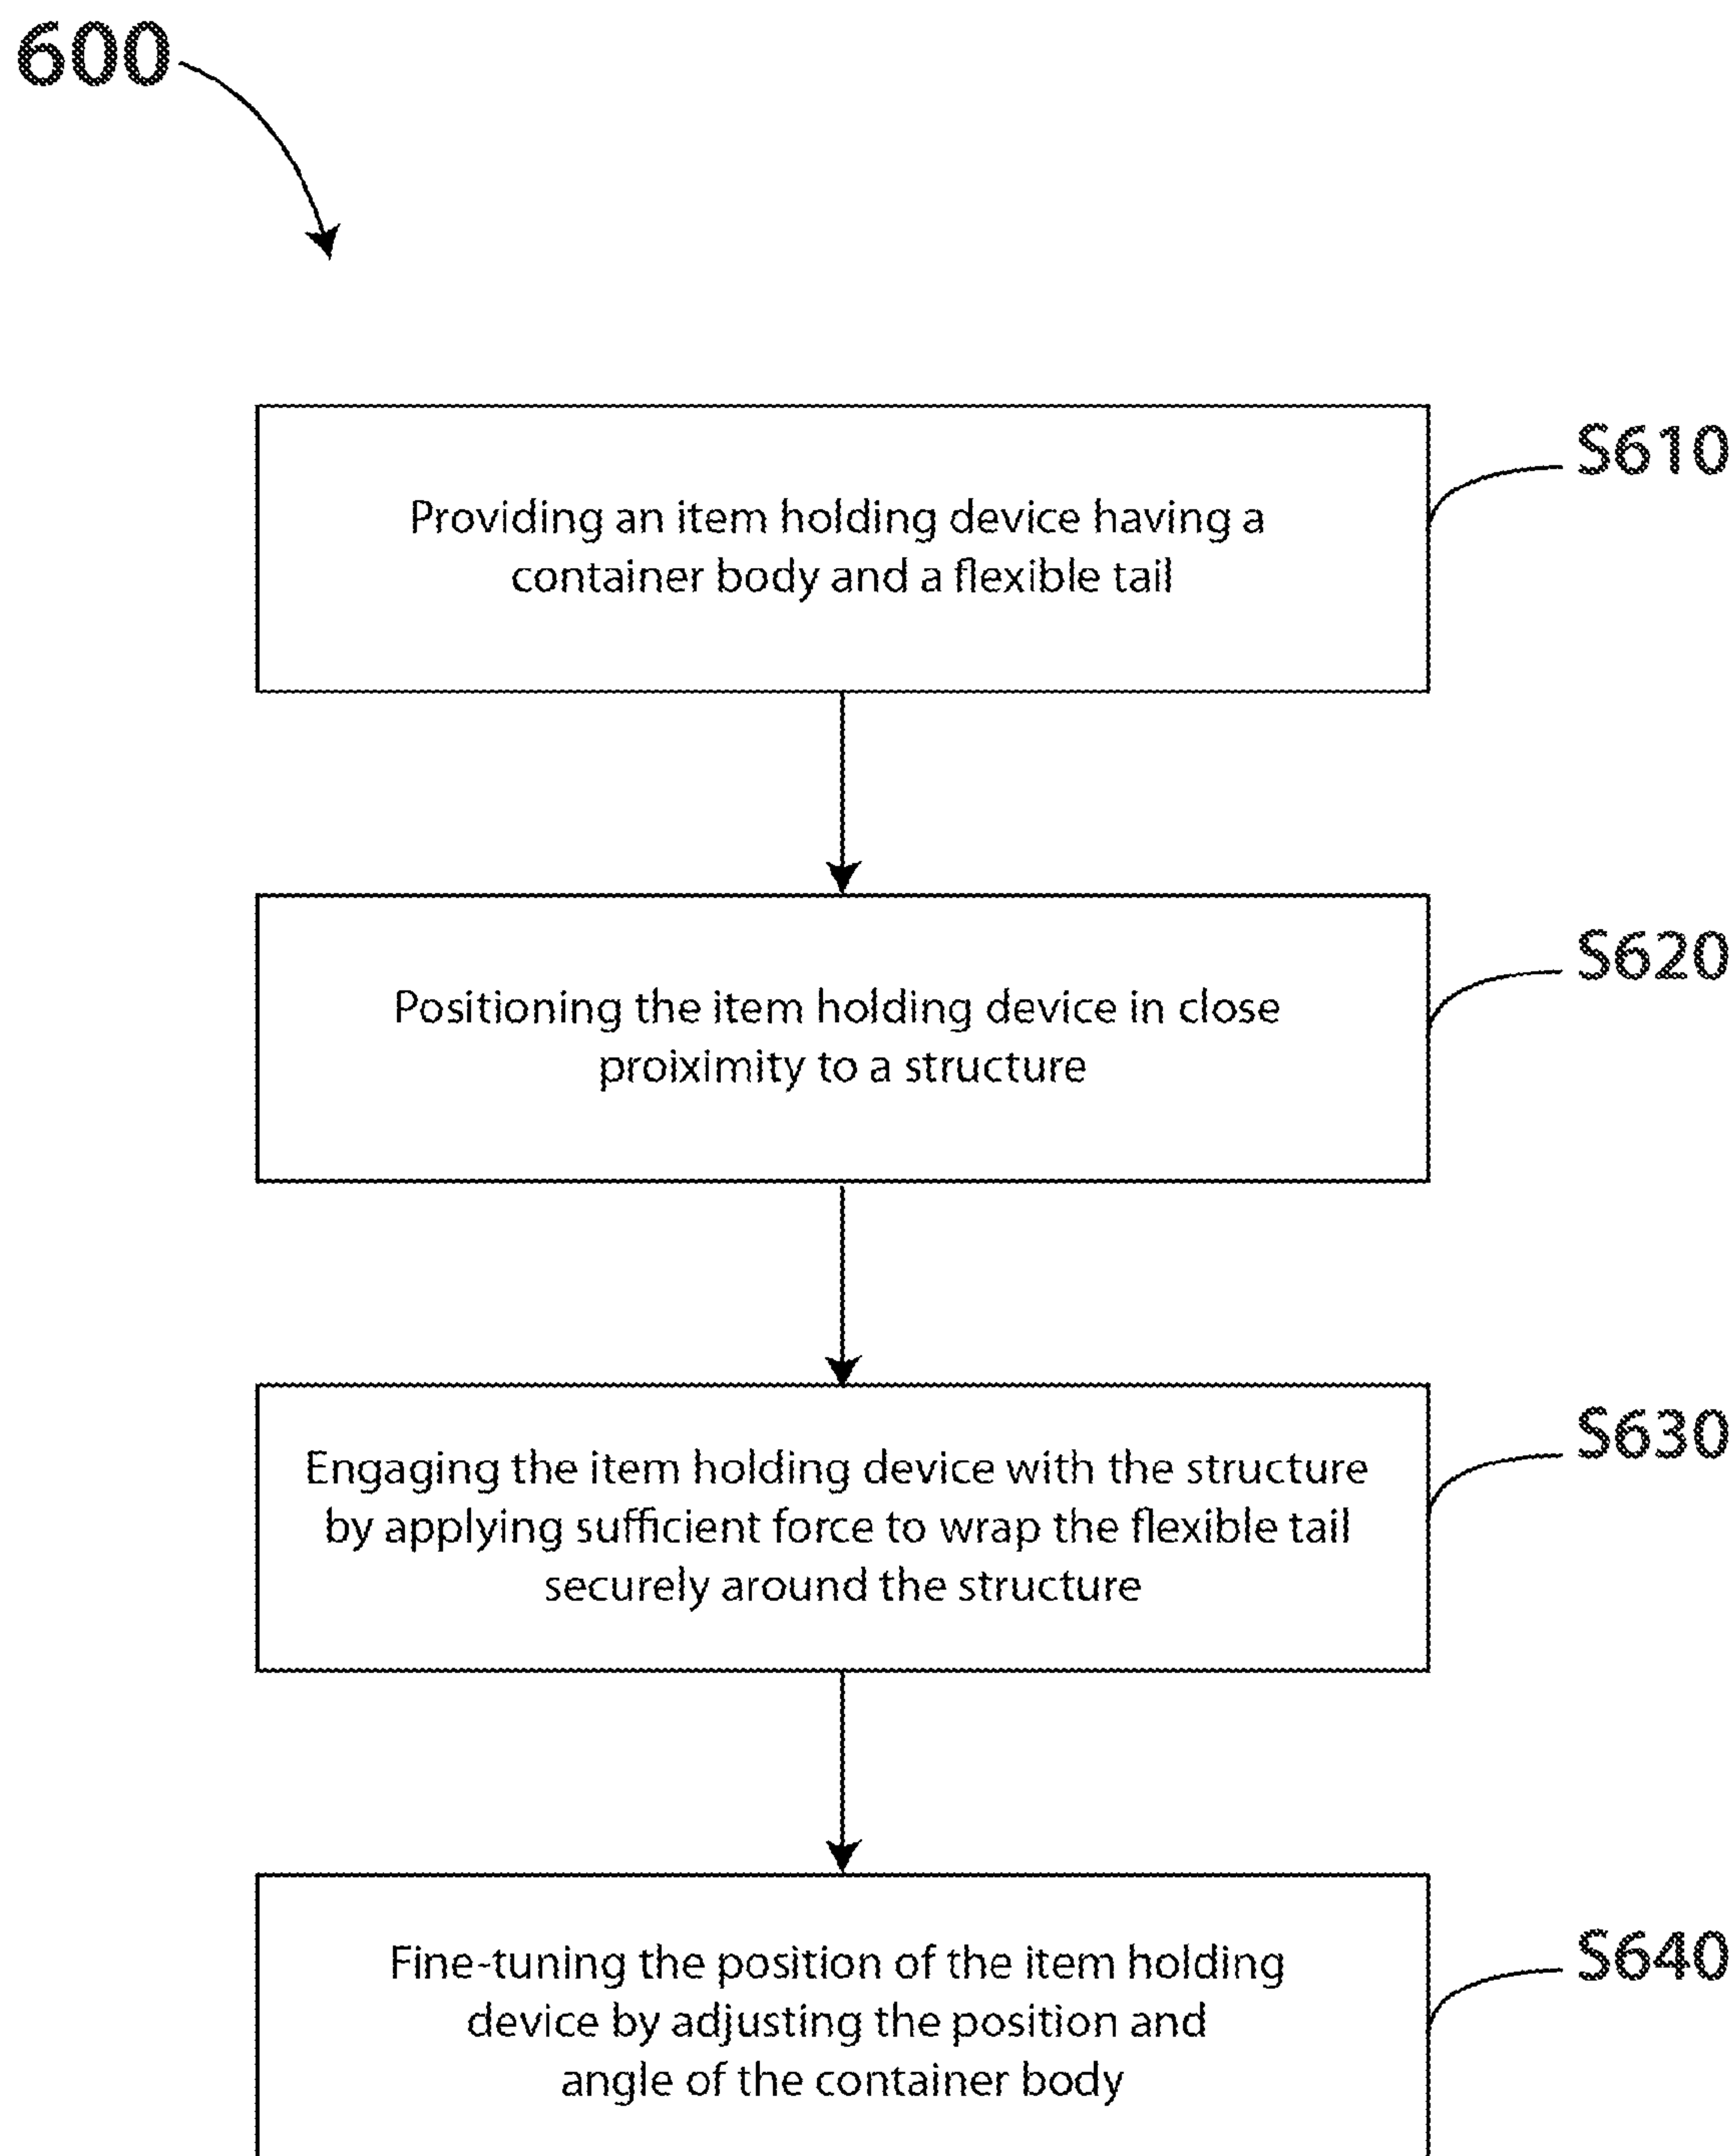 600
Providing an item holding device having a
container body and a flexible tail
S610
Positioning the item holding device in close
proiximity to a structure
S620
Engaging the item holding device with the structure
by applying sufficient force to wrap the flexible tail
securely around the structure
S630
Fine-tuning the position of the item holding
device by adjusting the position and
angle of the container body
S640